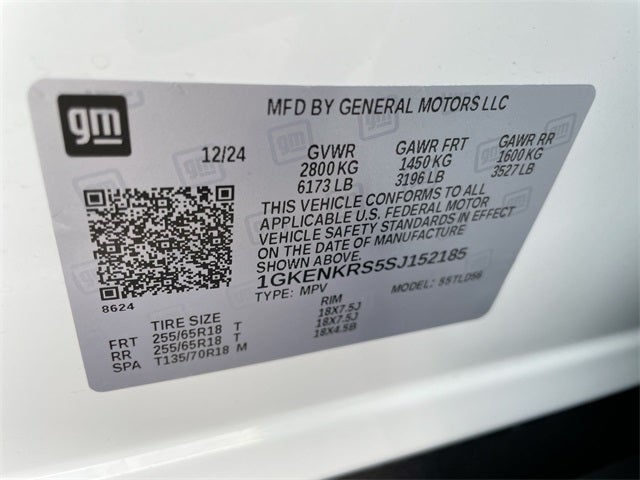 gm
MFD BY GENERAL MOTORS LLC
12/24 GVWR GAWR FRT GAWR RR
2800 KG 1450 KG 1600 KG
6173 LB 3196 LB 3527 LB
THIS VEHICLE CONFORMS TO ALL
APPLICABLE U.S. FEDERAL MOTOR
VEHICLE SAFETY STANDARDS IN EFFECT
ON THE DATE OF MANUFACTURE
SHOWN ABOVE.
1GKENKRS5SJ152185
TYPE: MPV MODEL:
8624
TIRE SIZE RIM
FRT 255/65R18 T 18X7.5J
RR 255/65R18 T 18X7.5J
SPA T135/70R18 M 18X4.5B